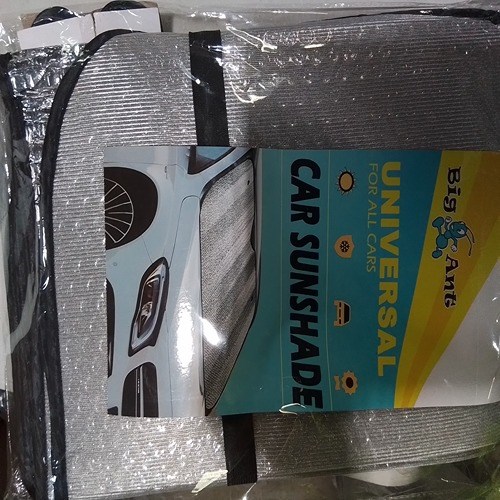 Big Ant
UNIVERSAL
FOR ALL CARS
CAR SUNSHADE